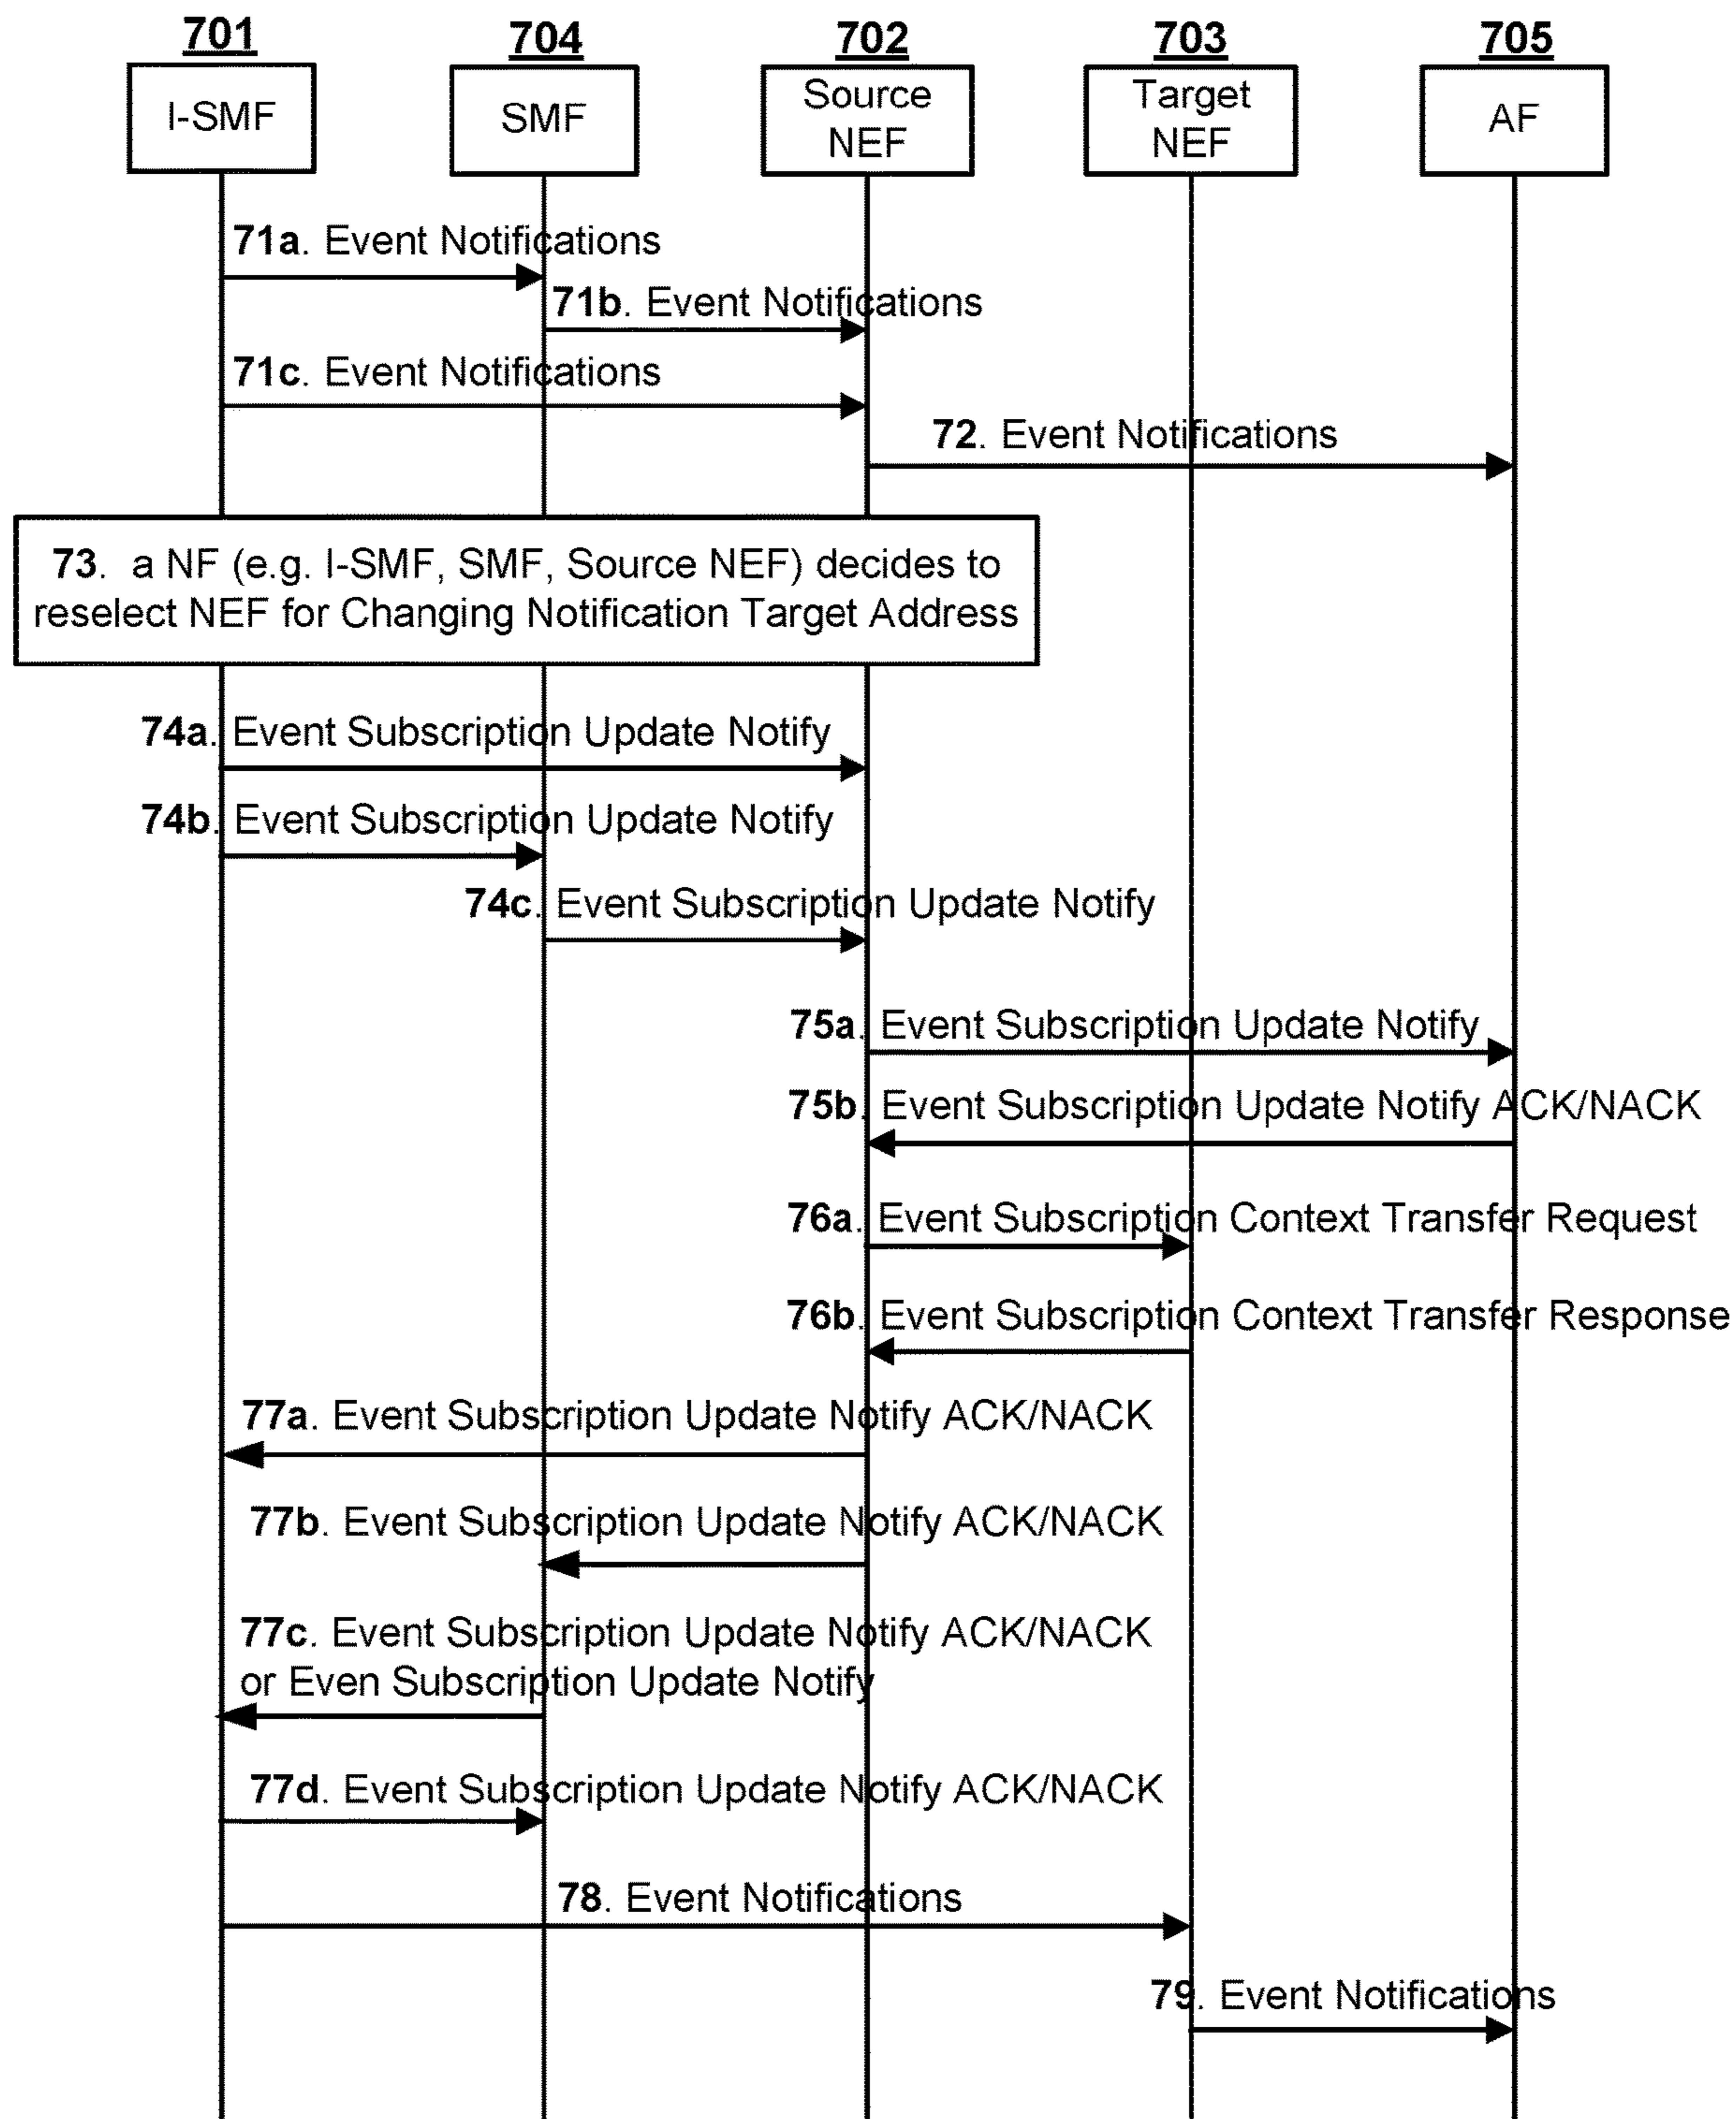 701
704
702
703
705
I-SMF
SMF
Source
NEF
Target
NEF
AF
71a. Event Notifications
71b. Event Notifications
71c. Event Notifications
72. Event Notifications
73. a NF (e.g. I-SMF, SMF, Source NEF) decides to
reselect NEF for Changing Notification Target Address
74a. Event Subscription Update Notify
74b. Event Subscription Update Notify
74c. Event Subscription Update Notify
75a. Event Subscription Update Notify
75b. Event Subscription Update Notify ACK/NACK
76a. Event Subscription Context Transfer Request
76b. Event Subscription Context Transfer Response
77a. Event Subscription Update Notify ACK/NACK
77b. Event Subscription Update Notify ACK/NACK
77c. Event Subscription Update Notify ACK/NACK
or Even Subscription Update Notify
77d. Event Subscription Update Notify ACK/NACK
78. Event Notifications
79. Event Notifications